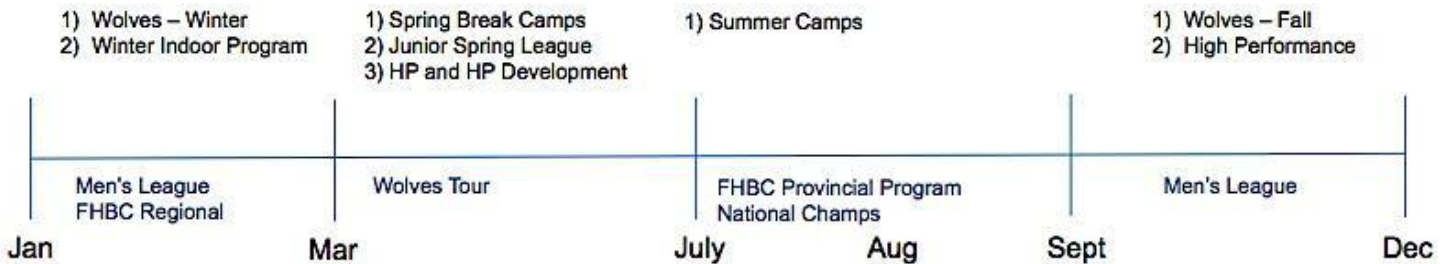 1) Wolves – Winter
2) Winter Indoor Program
1) Spring Break Camps
2) Junior Spring League
3) HP and HP Development
1) Summer Camps
1) Wolves – Fall
2) High Performance
Men's League
FHBC Regional
Wolves Tour
FHBC Provincial Program
National Champs
Men's League
Jan
Mar
July
Aug
Sept
Dec